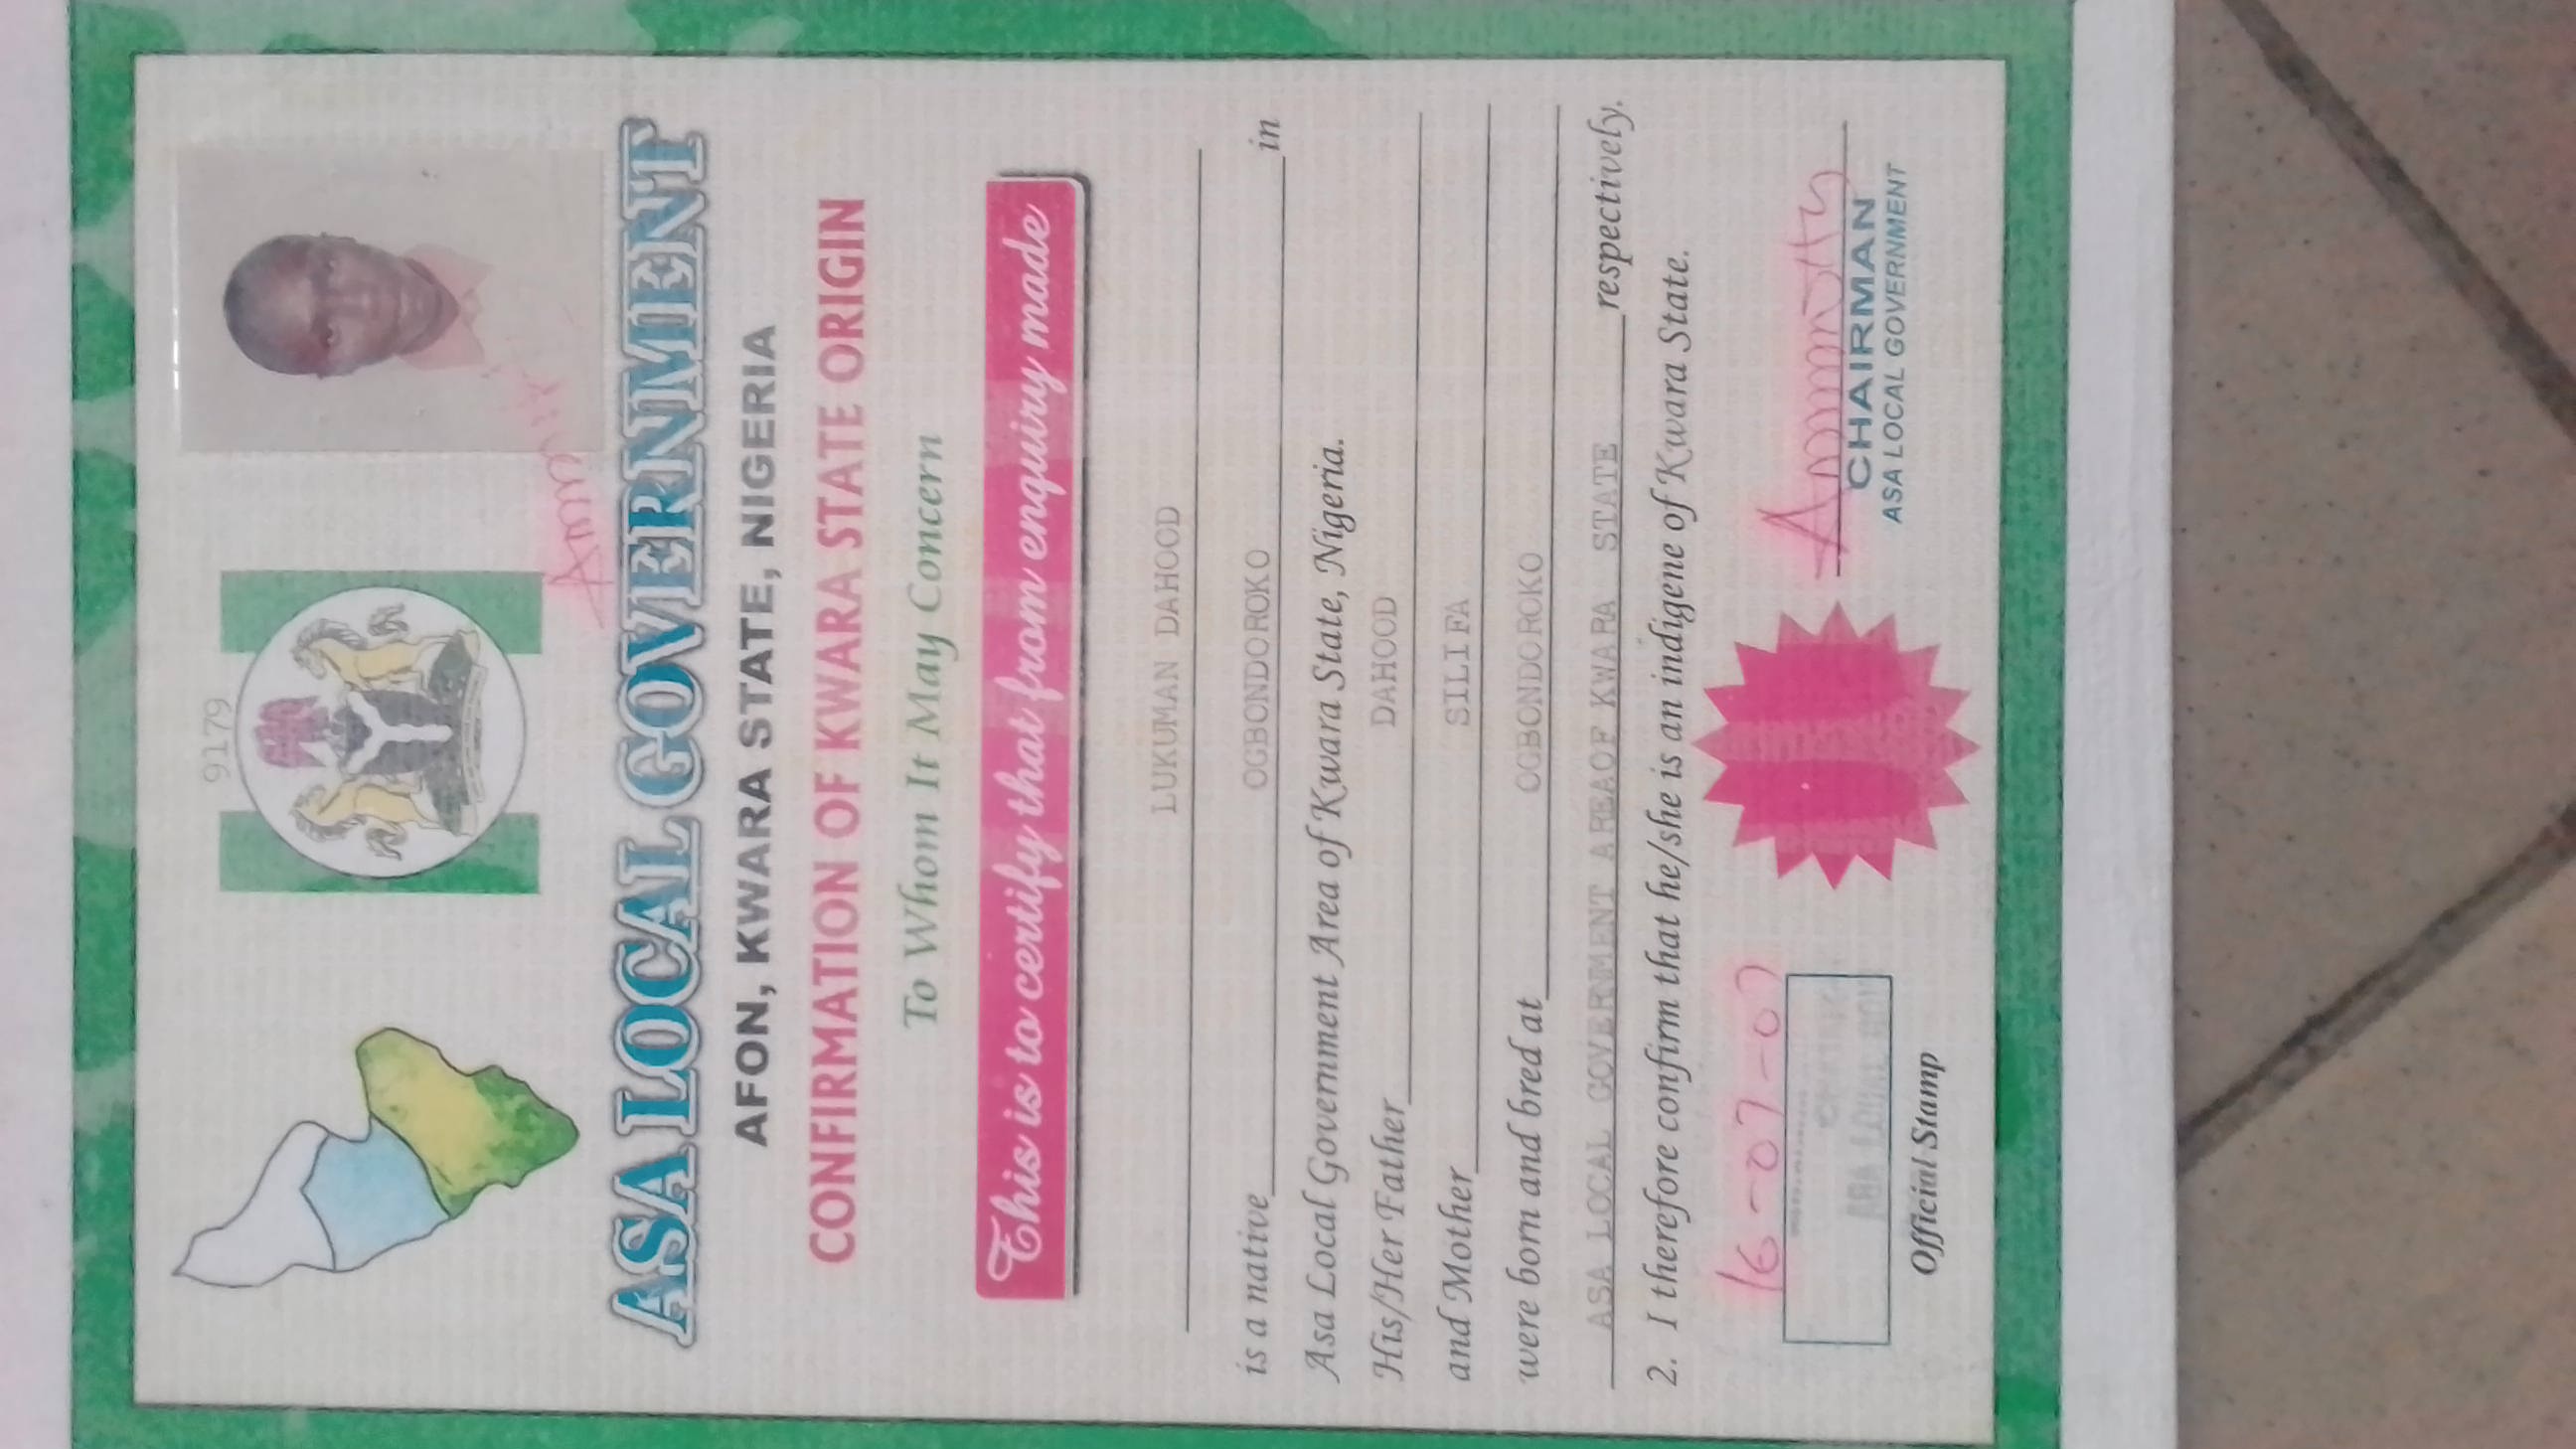 9179
ASA LOCAL GOVERNMENT
AFON, KWARA STATE, NIGERIA
CONFIRMATION OF KWARA STATE ORIGIN
To Whom It May Concern
This is to certify that from enquiry made
LUKUMAN DAHOOD
is a native OGBONDOROKO in
Asa Local Government Area of Kwara State, Nigeria.
His/Her Father DAHOOD
and Mother SILIFA
were born and bred at OGBONDOROKO
ASA LOCAL GOVERNMENT AREAOF KWARA STATE respectively.
2. I therefore confirm that he/she is an indigene of Kwara State.
16-07-07
CHAIRMAN
ASA LOCAL GOVERNMENT
Official Stamp